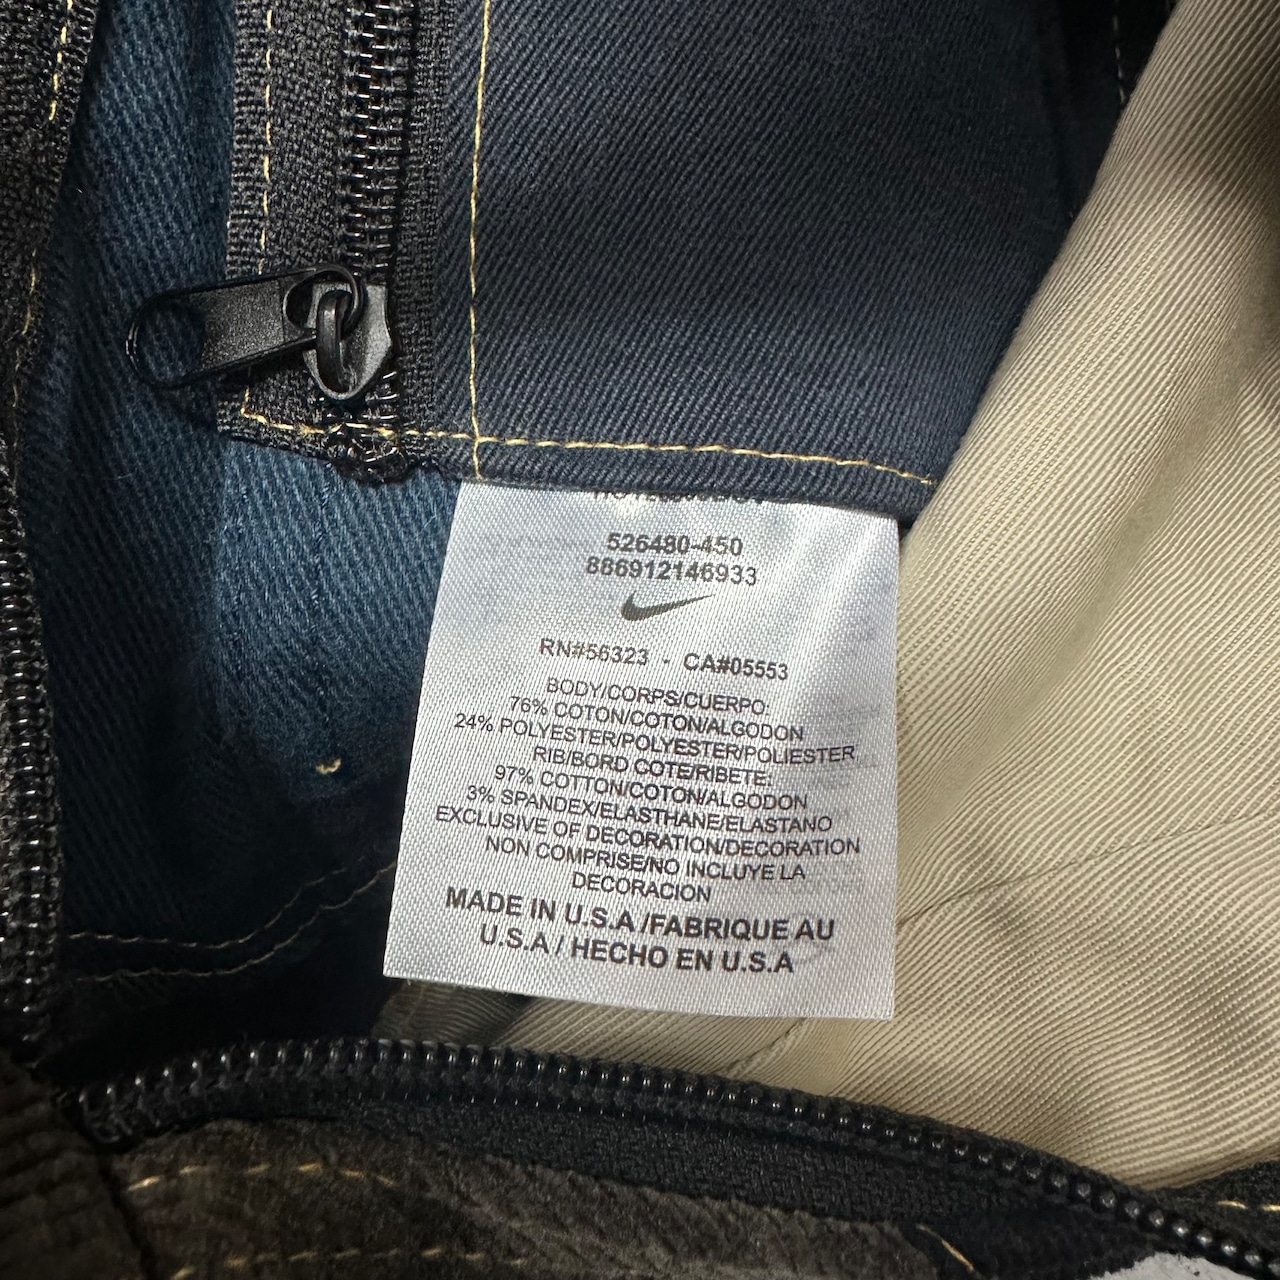 526480-450
886912146933
RN#56323 - CA#05553
BODY/CORPS/CUERPO
76% COTON/COTON/ALGODON
24% POLYESTER/POLYESTER/POLIESTER
RIB/BORD COTE/RIBETE:
97% COTTON/COTON/ALGODON
3% SPANDEX/ELASTHANE/ELASTANO
EXCLUSIVE OF DECORATION/DECORATION
NON COMPRISE/NO INCLUYE LA
DECORACION
MADE IN U.S.A /FABRIQUE AU
U.S.A / HECHO EN U.S.A